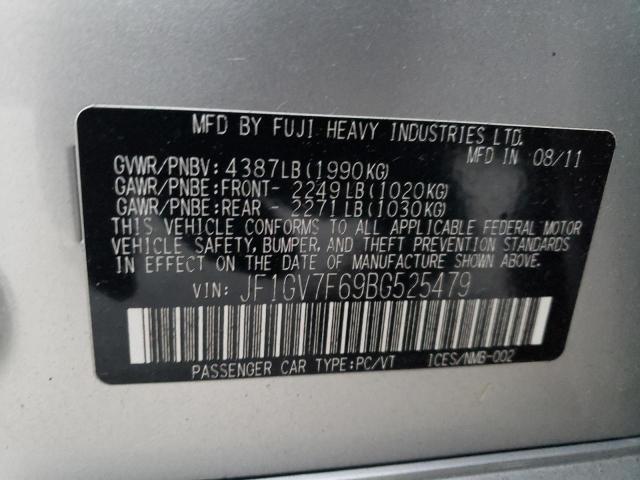 MFD BY FUJI HEAVY INDUSTRIES LTD.
MFD IN 08/11
GVWR/PNBV: 4387LB(1990KG)
GAWR/PNBE:FRONT- 2249LB(1020KG)
GAWR/PNBE:REAR - 2271LB(1030KG)
THIS VEHICLE CONFORMS TO ALL APPLICABLE FEDERAL MOTOR
VEHICLE SAFETY, BUMPER, AND THEFT PREVENTION STANDARDS
IN EFFECT ON THE DATE OF MANUFACTURE SHOWN ABOVE.
VIN: JF1GV7F69BG525479
PASSENGER CAR TYPE:PC/VT ICES/NMB-002